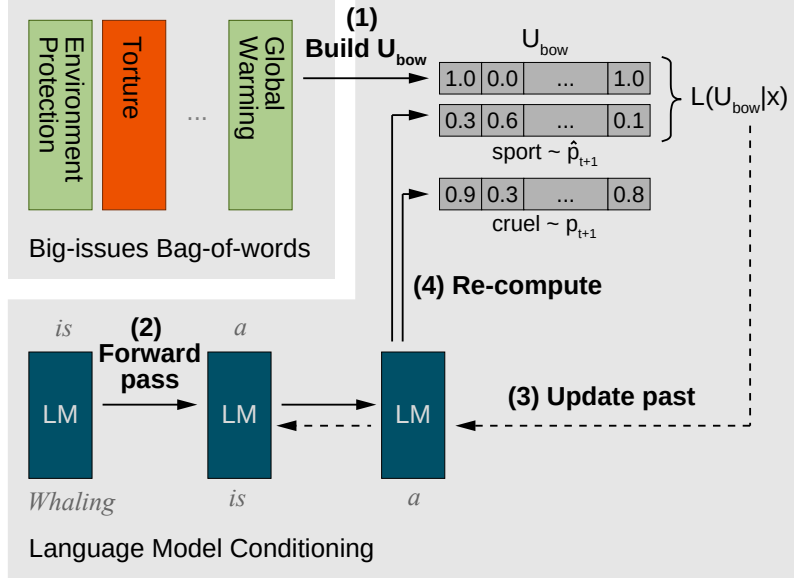 Environment
Protection
Torture
...
Global
Warming
Big-issues Bag-of-words
(1)
Build U_bow
U_bow
1.0 0.0 ... 1.0
0.3 0.6 ... 0.1
sport ~ p̂_t+1
0.9 0.3 ... 0.8
cruel ~ p_t+1
L(U_bow|x)
(4) Re-compute
(3) Update past
is
(2)
Forward
pass
a
LM
LM
LM
Whaling
is
a
Language Model Conditioning